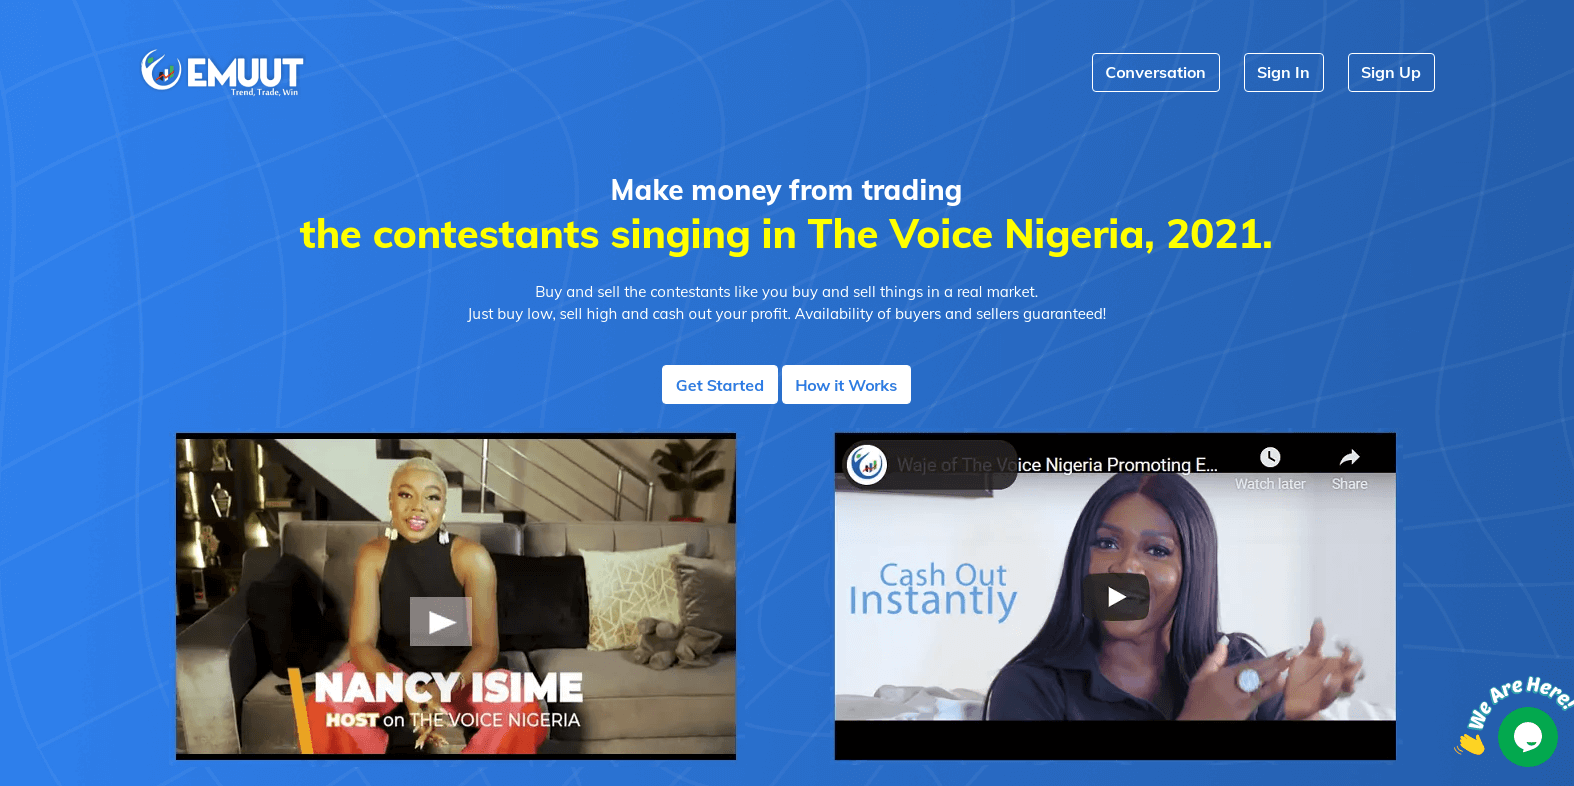 EMUUT
Trend, Trade, Win
Conversation
Sign In
Sign Up
Make money from trading
the contestants singing in The Voice Nigeria, 2021.
Buy and sell the contestants like you buy and sell things in a real market.
Just buy low, sell high and cash out your profit. Availability of buyers and sellers guaranteed!
Get Started
How it Works
NANCY ISIME
HOST on THE VOICE NIGERIA
Waje of The Voice Nigeria Promoting E...
Watch later
Share
Cash Out
Instantly
We Are Here!